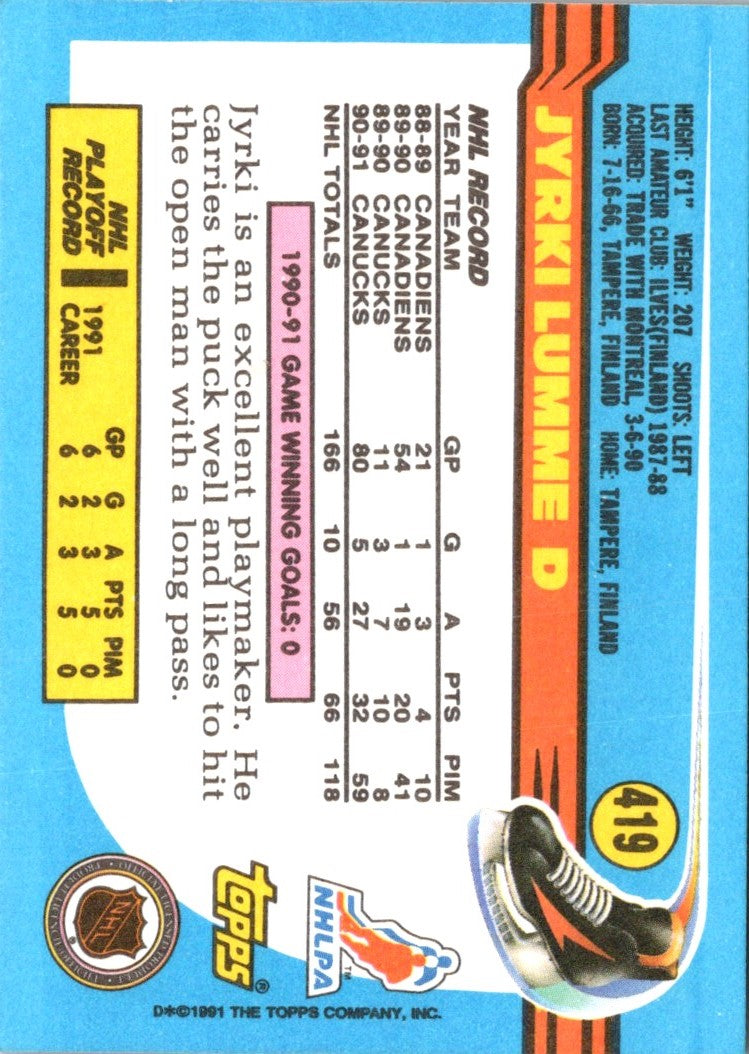 419
HEIGHT: 6'1" WEIGHT: 207 SHOOTS: LEFT
LAST AMATEUR CLUB: ILVES(FINLAND) 1987-88
ACQUIRED: TRADE WITH MONTREAL, 3-6-90
BORN: 7-16-66, TAMPERE, FINLAND HOME: TAMPERE, FINLAND
JYRKI LUMME D
NHL RECORD
YEAR TEAM GP G A PTS PIM
88-89 CANADIENS 21 1 3 4 10
89-90 CANADIENS 54 1 19 20 41
89-90 CANUCKS 11 3 7 10 8
90-91 CANUCKS 80 5 27 32 59
NHL TOTALS 166 10 56 66 118
1990-91 GAME WINNING GOALS: 0
Jyrki is an excellent playmaker. He
carries the puck well and likes to hit
the open man with a long pass.
NHL
PLAYOFF
RECORD
GP G A PTS PIM
1991 6 2 3 5 0
CAREER 6 2 3 5 0
NHLPA
TM
TOPPS
®
NHL
®
D*©1991 THE TOPPS COMPANY, INC.